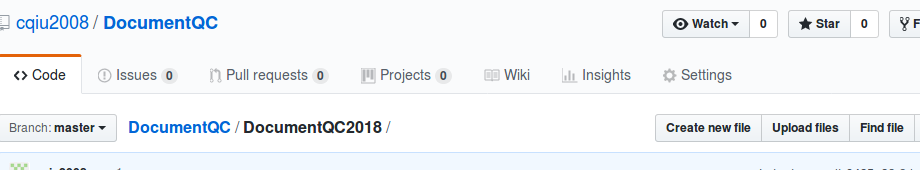 cqiu2008 / DocumentQC Watch 0 Star 0
Code Issues 0 Pull requests 0 Projects 0 Wiki Insights Settings
Branch: master DocumentQC / DocumentQC2018 / Create new file Upload files Find file